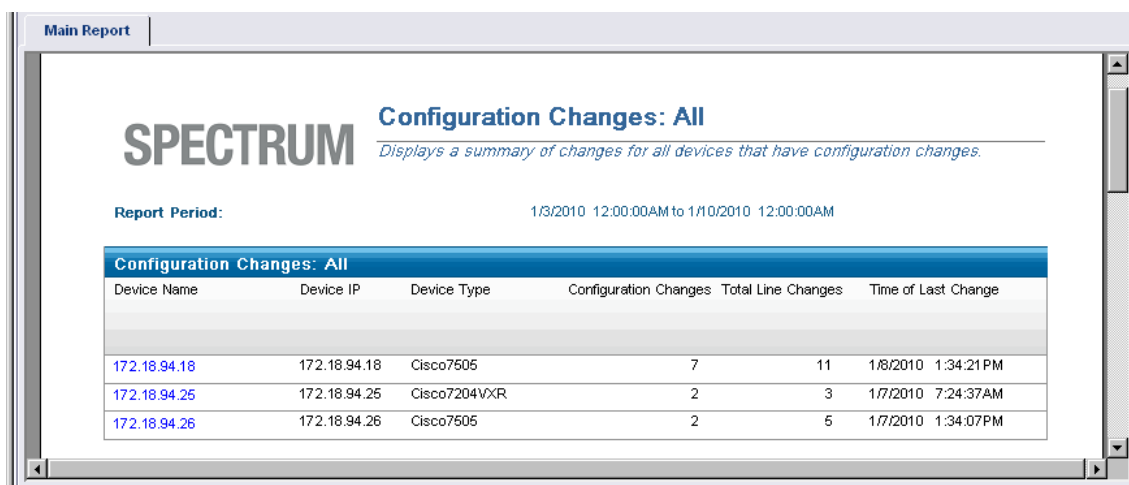 Main Report
SPECTRUM
Configuration Changes: All
Displays a summary of changes for all devices that have configuration changes.
Report Period: 1/3/2010 12:00:00AM to 1/10/2010 12:00:00AM
Configuration Changes: All
Device Name Device IP Device Type Configuration Changes Total Line Changes Time of Last Change
172.18.94.18 172.18.94.18 Cisco7505 7 11 1/8/2010 1:34:21PM
172.18.94.25 172.18.94.25 Cisco7204VXR 2 3 1/7/2010 7:24:37AM
172.18.94.26 172.18.94.26 Cisco7505 2 5 1/7/2010 1:34:07PM